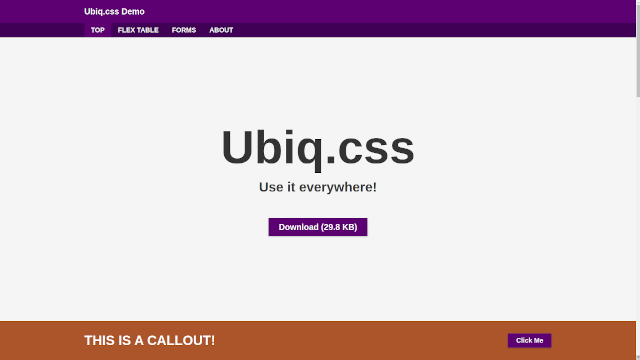 Ubiq.css Demo
TOP FLEX TABLE FORMS ABOUT
Ubiq.css
Use it everywhere!
Download (29.8 KB)
THIS IS A CALLOUT! Click Me